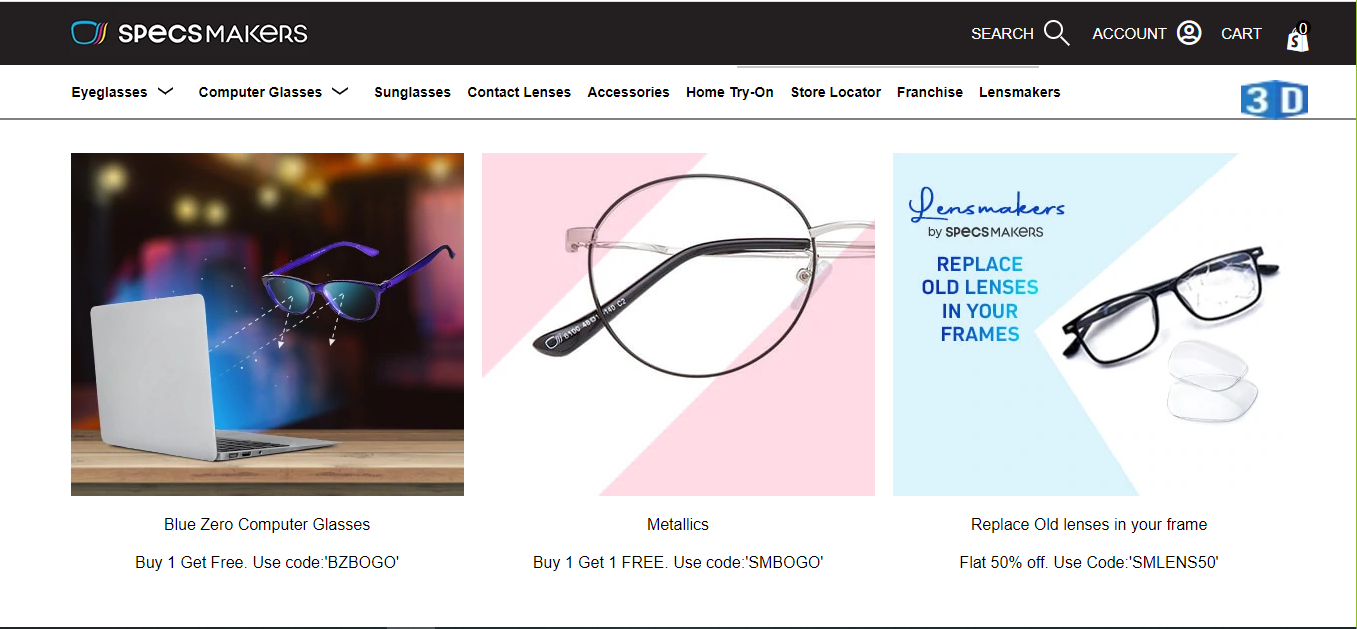 SPECSMAKERS
SEARCH ACCOUNT CART 0
S
Eyeglasses Computer Glasses Sunglasses Contact Lenses Accessories Home Try-On Store Locator Franchise Lensmakers
3D
6100 C2
Lensmakers
by SPECSMAKERS
REPLACE
OLD LENSES
IN YOUR
FRAMES
Blue Zero Computer Glasses Metallics Replace Old lenses in your frame
Buy 1 Get Free. Use code:'BZBOGO' Buy 1 Get 1 FREE. Use code:'SMBOGO' Flat 50% off. Use Code:'SMLENS50'